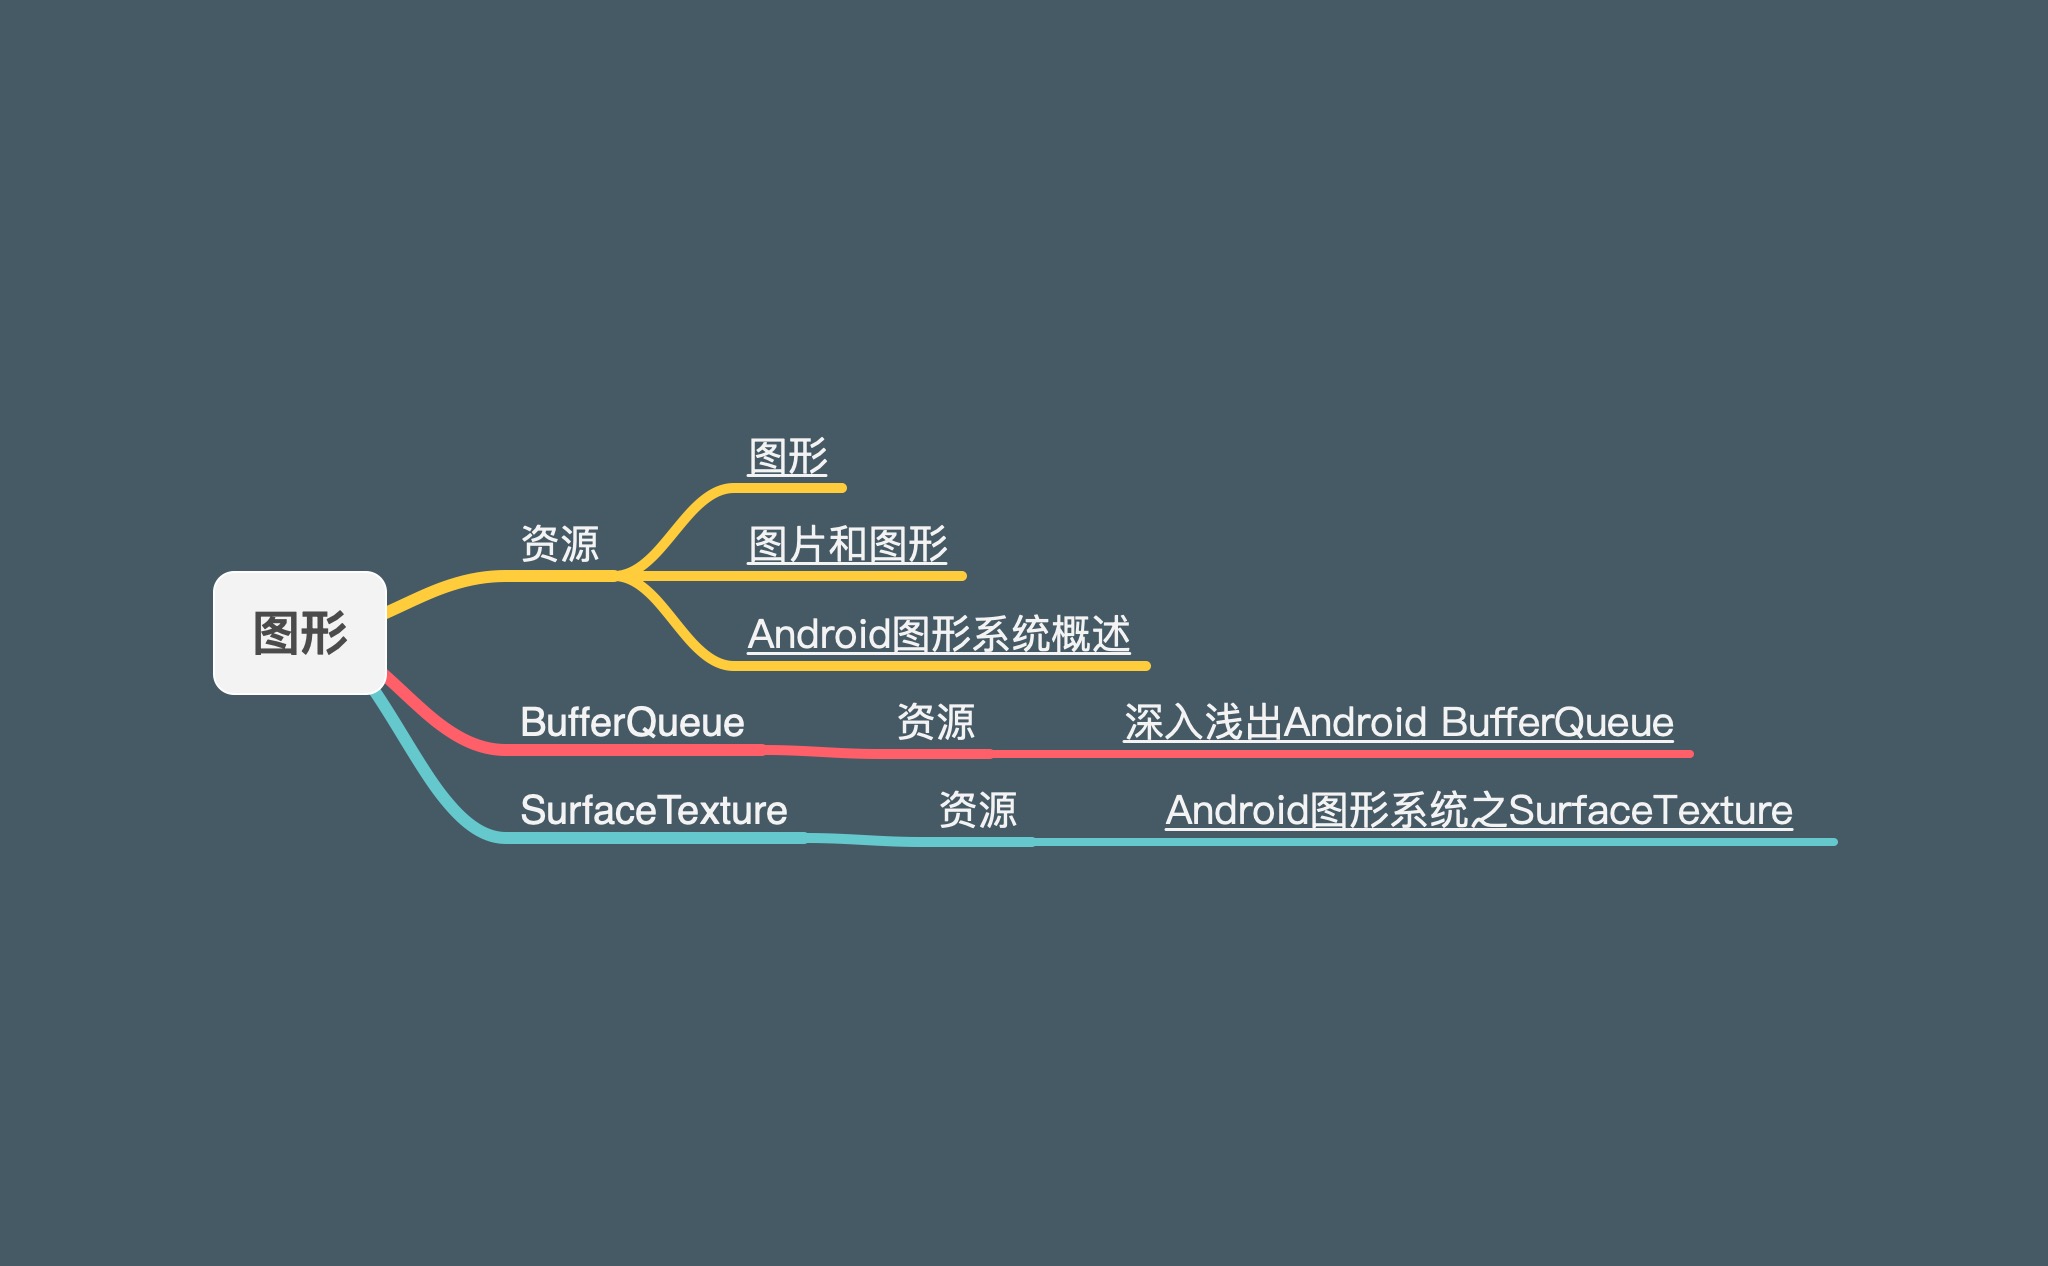 图形
资源
图形
图片和图形
Android图形系统概述
BufferQueue
资源
深入浅出Android BufferQueue
SurfaceTexture
资源
Android图形系统之SurfaceTexture